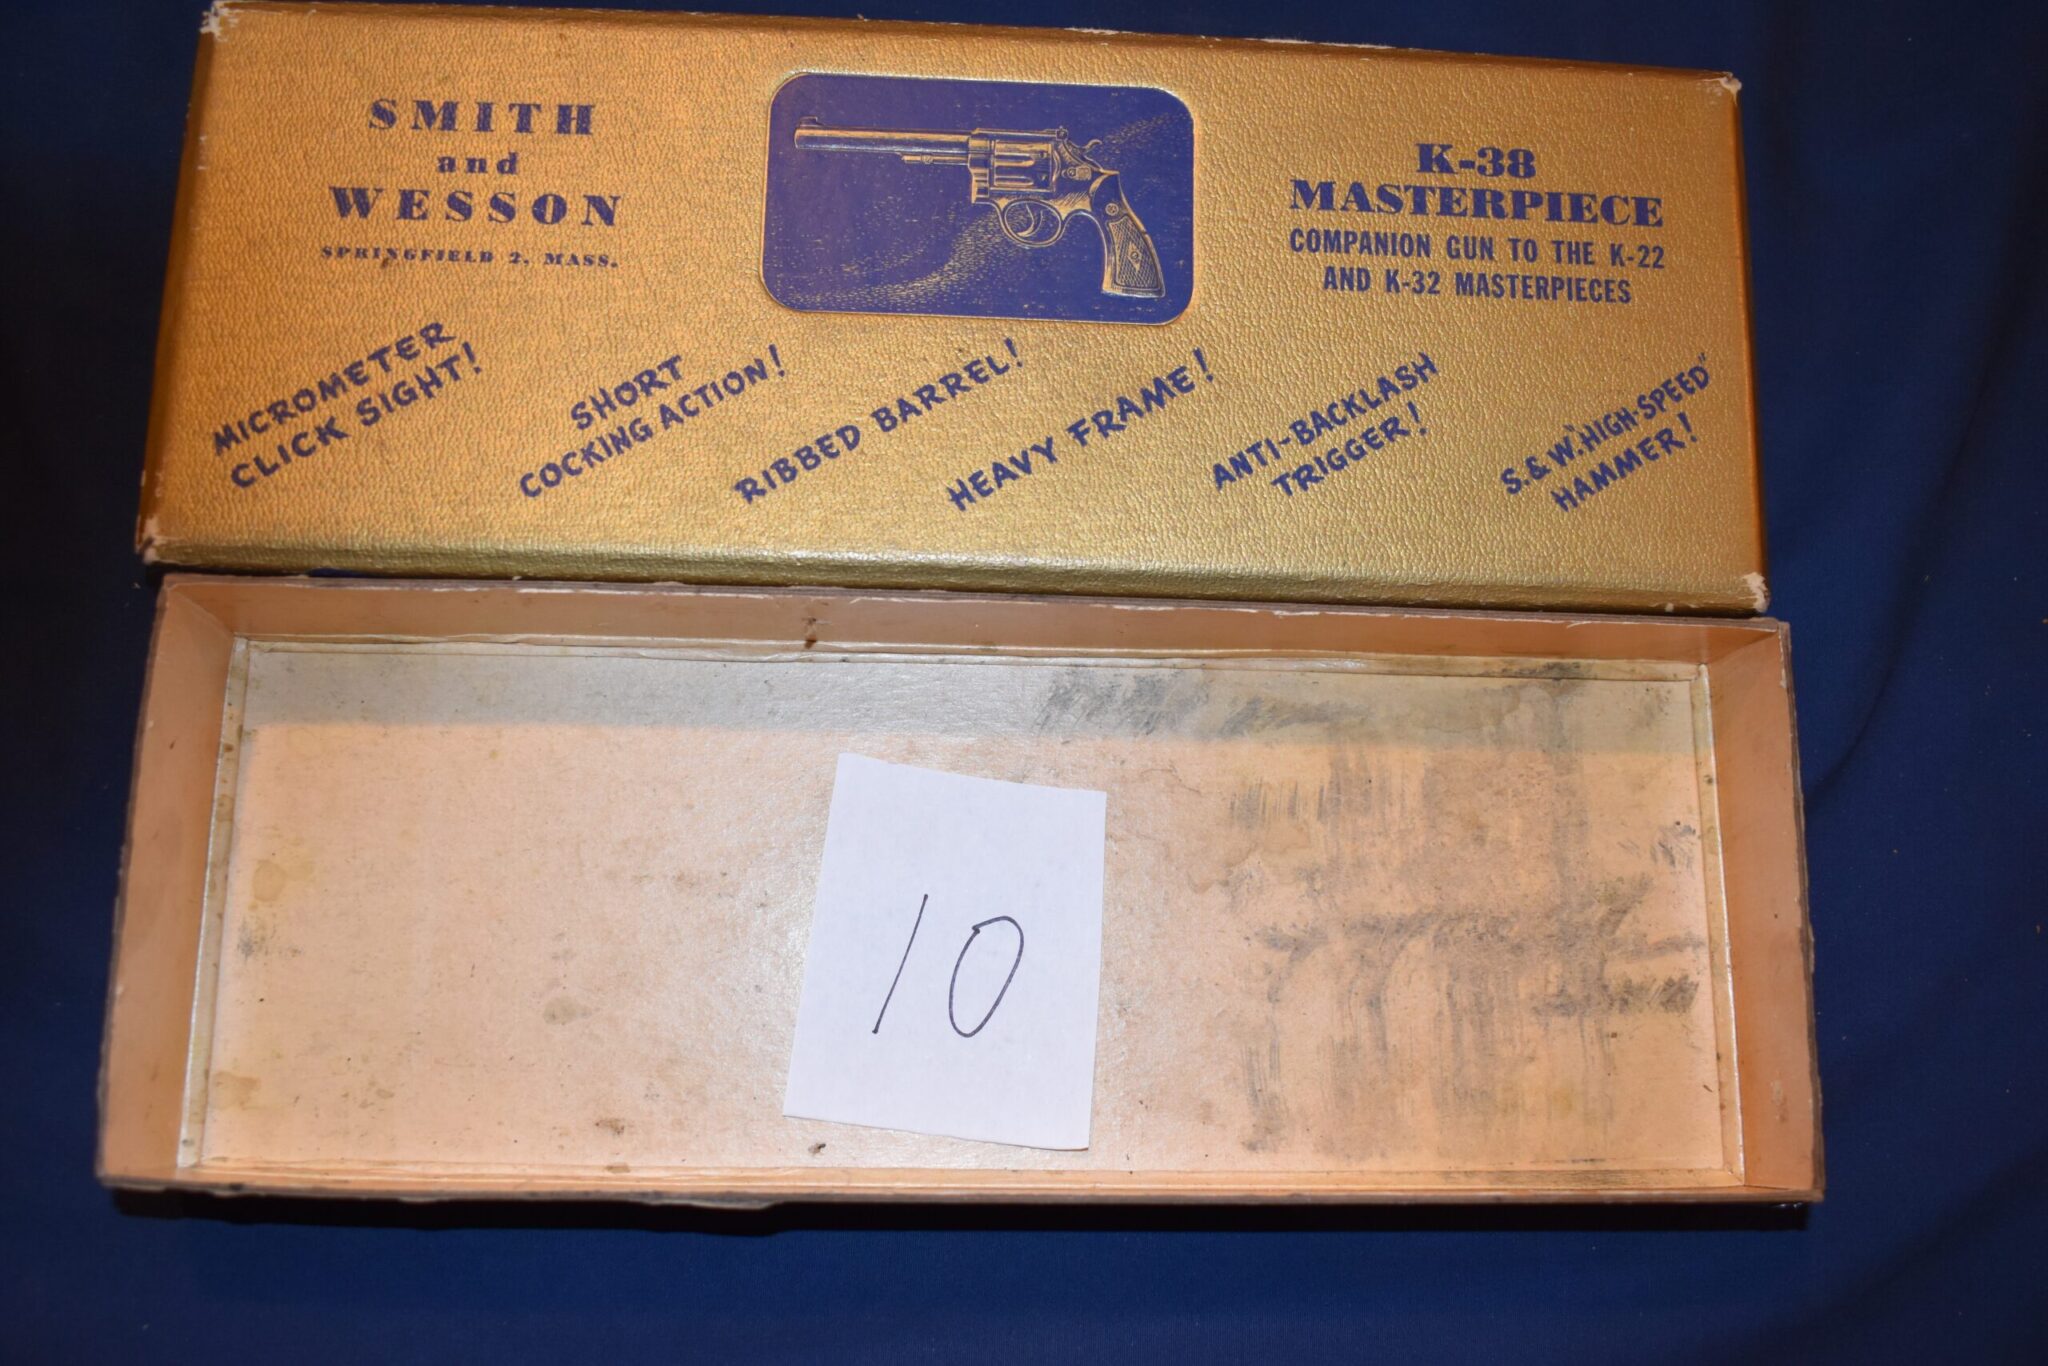 SMITH
and
WESSON
SPRINGFIELD 2, MASS.
K-38
MASTERPIECE
COMPANION GUN TO THE K-22
AND K-32 MASTERPIECES
MICROMETER
CLICK SIGHT!
SHORT
COCKING ACTION!
RIBBED BARREL!
HEAVY FRAME!
ANTI-BACKLASH
TRIGGER!
S.&W."HIGH-SPEED"
HAMMER!
10